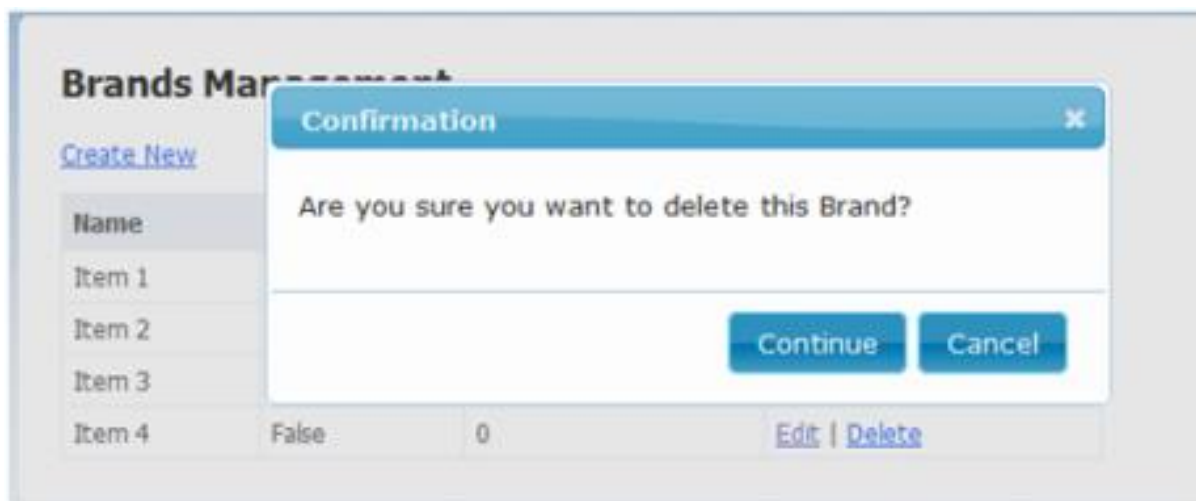 Brands Management
Confirmation
Create New
Are you sure you want to delete this Brand?
Name
Item 1
Item 2
Continue Cancel
Item 3
Item 4 False 0 Edit | Delete